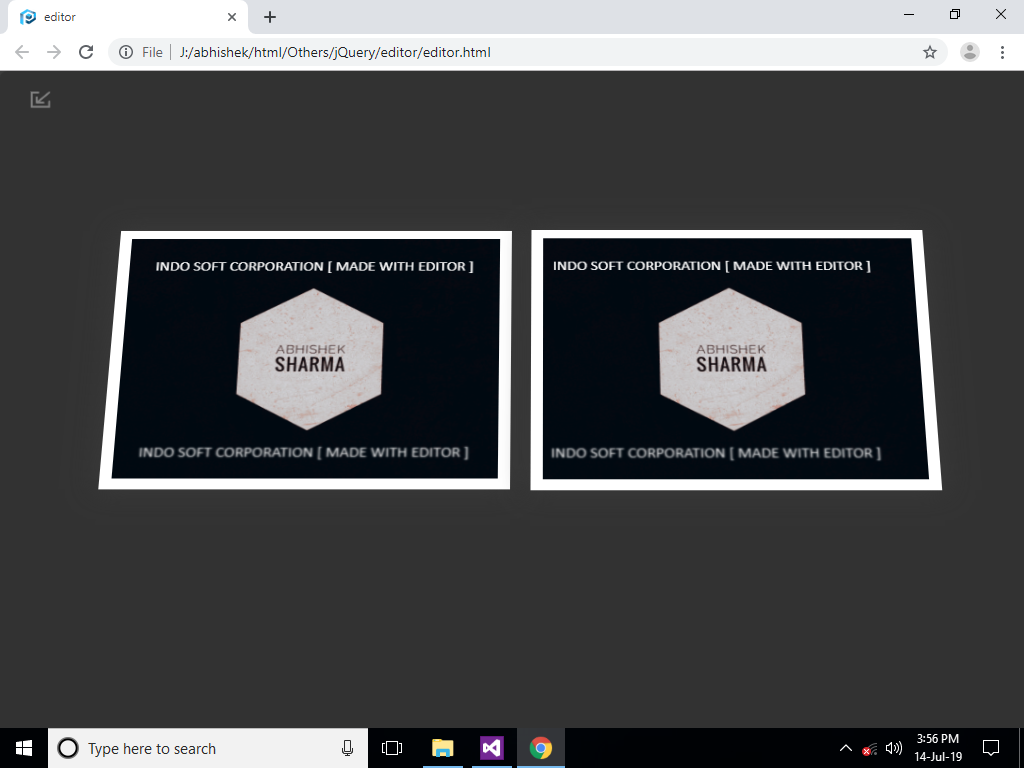 editor
File
J:/abhishek/html/Others/jQuery/editor/editor.html
INDO SOFT CORPORATION [ MADE WITH EDITOR ]
ABHISHEK
SHARMA
INDO SOFT CORPORATION [ MADE WITH EDITOR ]
INDO SOFT CORPORATION [ MADE WITH EDITOR ]
ABHISHEK
SHARMA
INDO SOFT CORPORATION [ MADE WITH EDITOR ]
Type here to search
3:56 PM
14-Jul-19